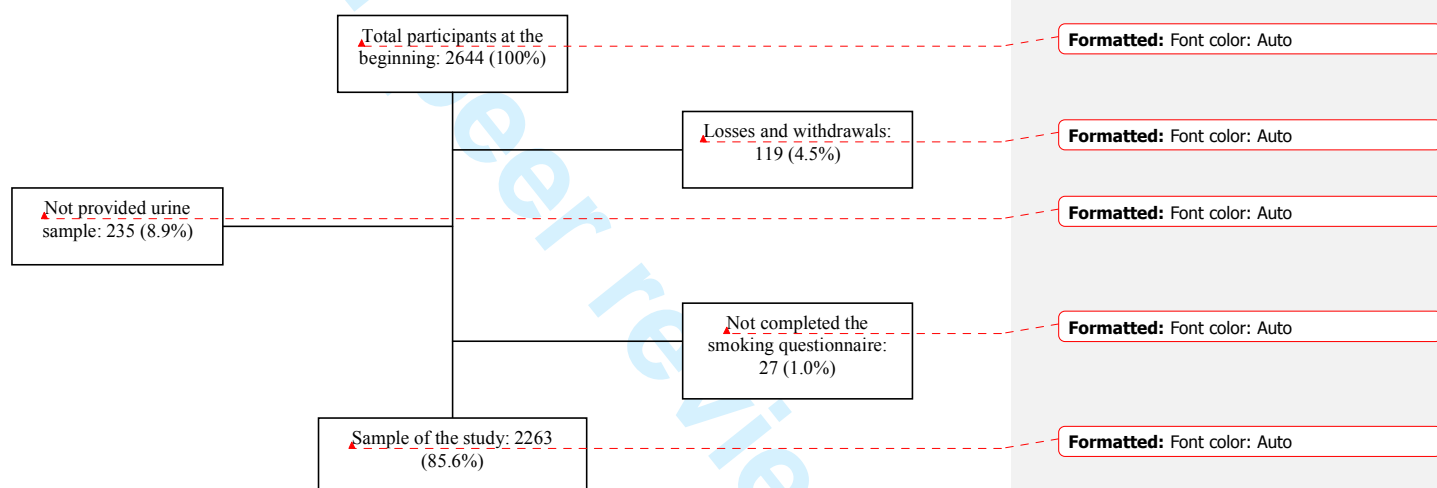 Total participants at the
beginning: 2644 (100%)
Formatted: Font color: Auto
Losses and withdrawals:
119 (4.5%)
Formatted: Font color: Auto
Not provided urine
sample: 235 (8.9%)
Formatted: Font color: Auto
Not completed the
smoking questionnaire:
27 (1.0%)
Formatted: Font color: Auto
Sample of the study: 2263
(85.6%)
Formatted: Font color: Auto
peer review